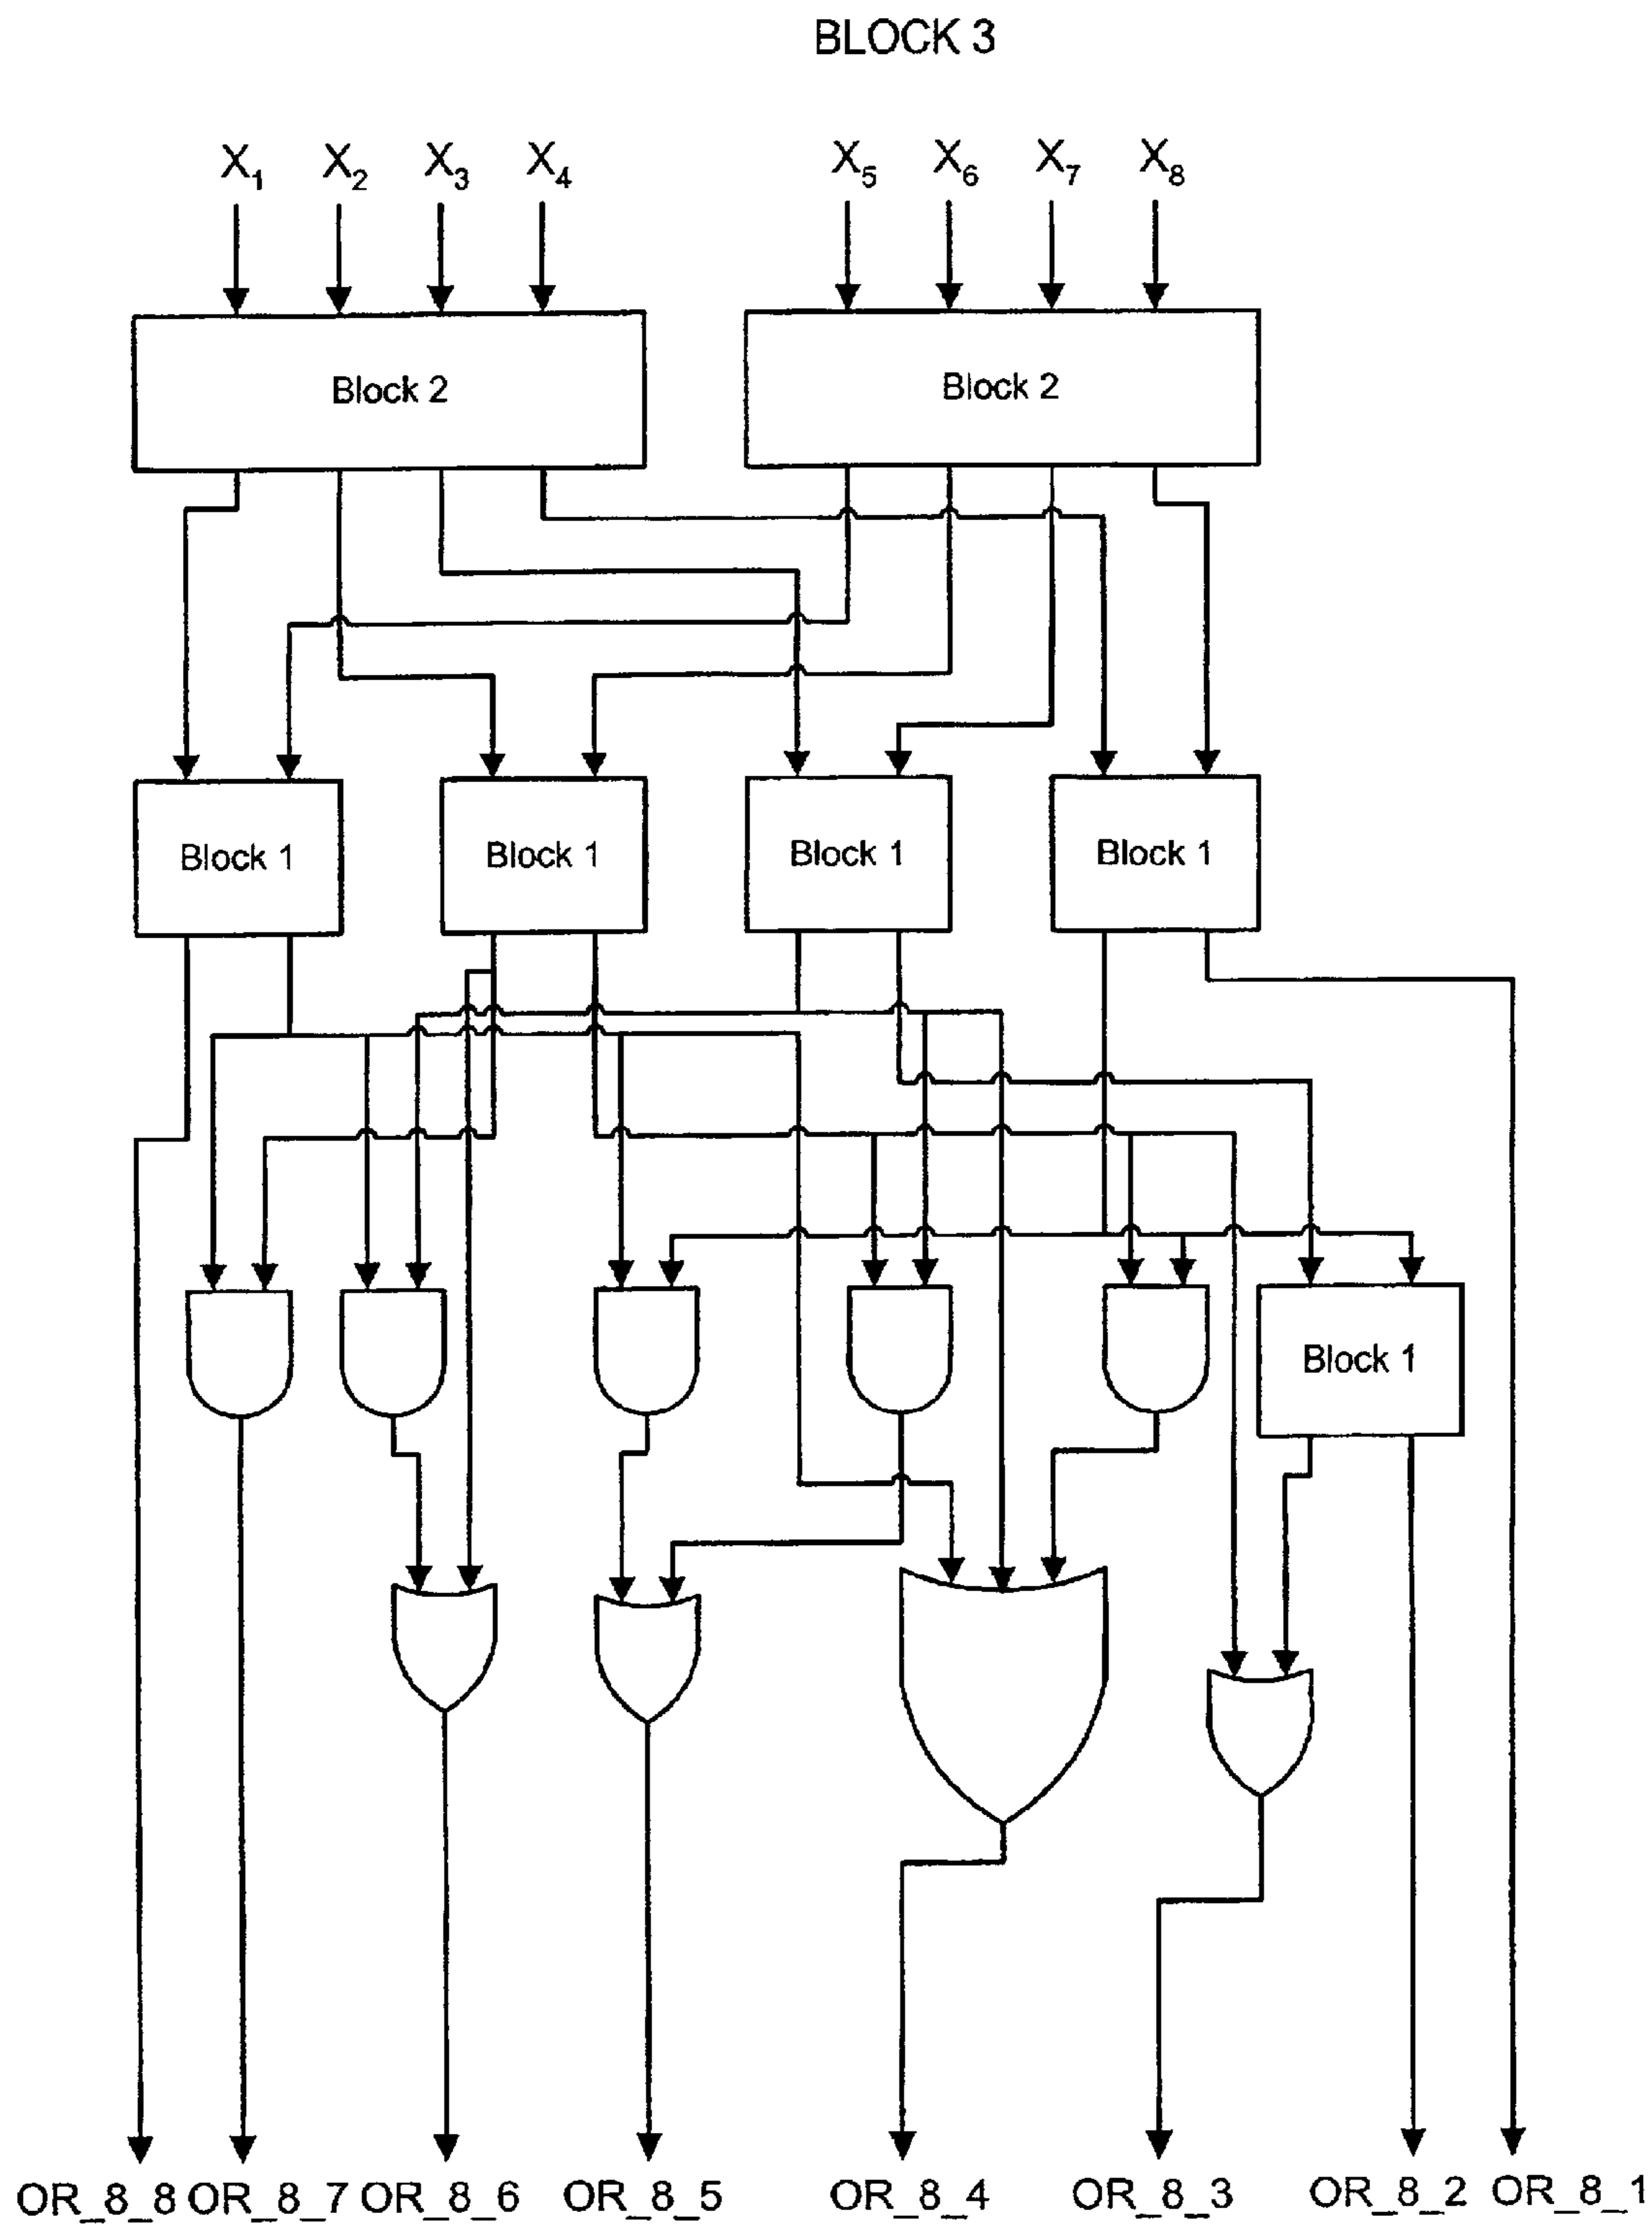 BLOCK 3
X₁ X₂ X₃ X₄ X₅ X₆ X₇ X₈
Block 2 Block 2
Block 1 Block 1 Block 1 Block 1
Block 1
OR_8_8 OR_8_7 OR_8_6 OR_8_5 OR_8_4 OR_8_3 OR_8_2 OR_8_1